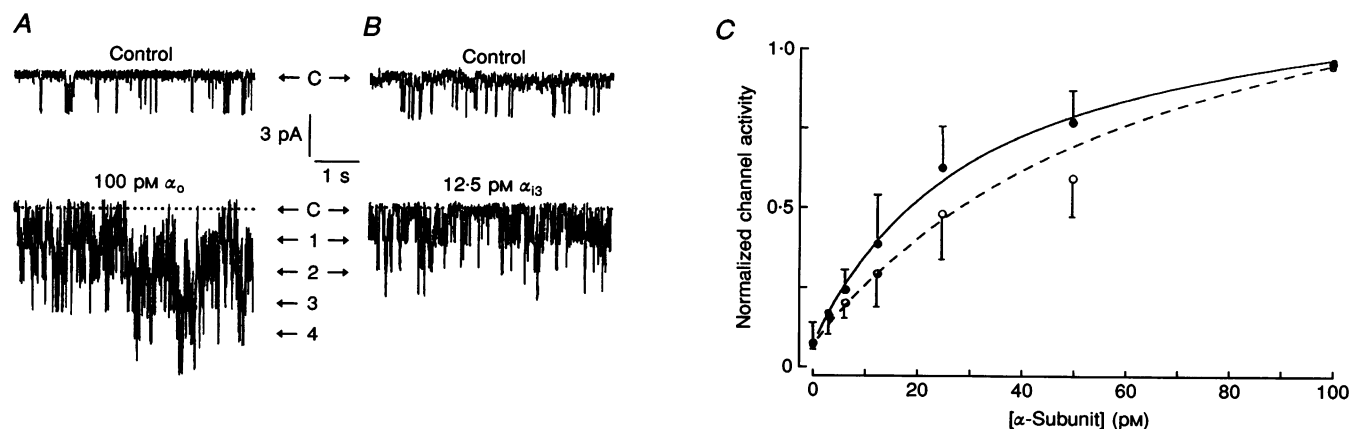 A
Control
← C →
3 pA
1 s
100 pM αo
← C →
← 1 →
← 2 →
← 3
← 4
B
Control
12·5 pM αi3
C
Normalized channel activity
1·0
0·5
0
0 20 40 60 80 100
[α-Subunit] (pM)